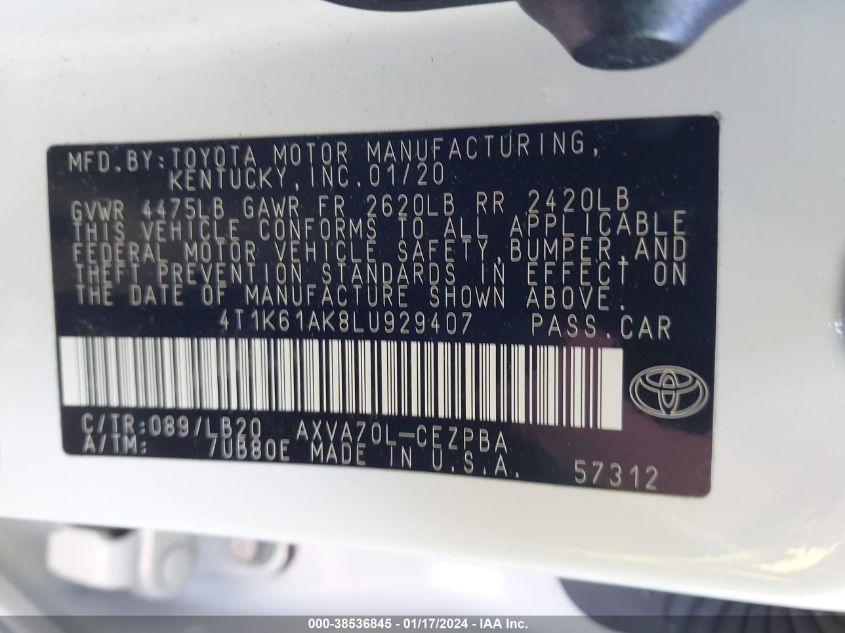 MFD.BY:TOYOTA MOTOR MANUFACTURING,
KENTUCKY,INC.01/20
GVWR 4475LB GAWR FR 2620LB RR 2420LB
THIS VEHICLE CONFORMS TO ALL APPLICABLE
FEDERAL MOTOR VEHICLE SAFETY,BUMPER,AND
THEFT PREVENTION STANDARDS IN EFFECT ON
THE DATE OF MANUFACTURE SHOWN ABOVE.
4T1K61AK8LU929407 PASS.CAR
C/TR:089/LB20 AXVA70L-CEZPBA
A/TM: 7UB80E MADE IN U.S.A. 57312
000-38536845 - 01/17/2024 - IAA, Inc.